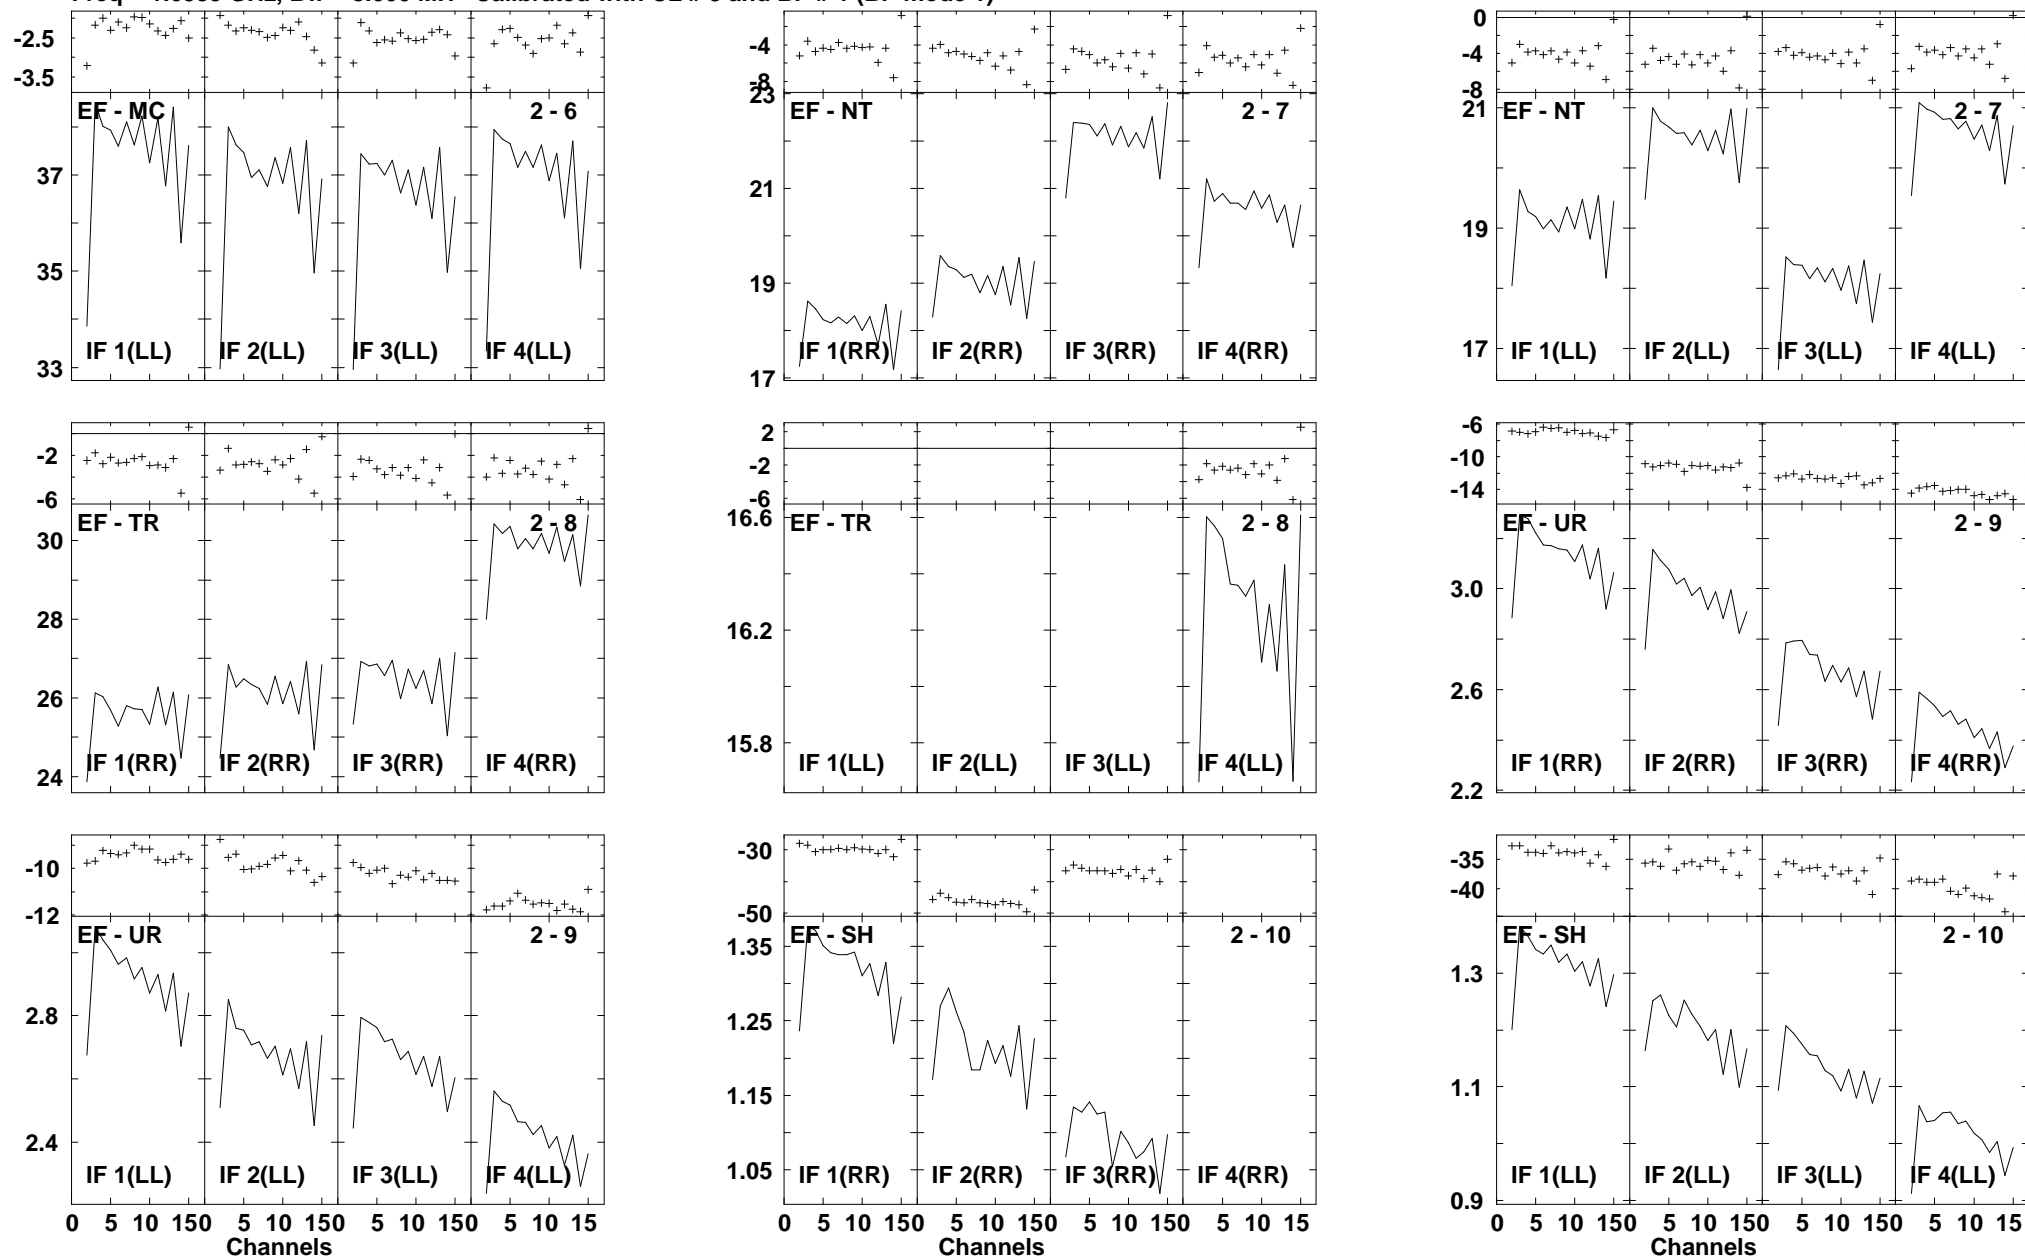 -2.5
-3.5
EF - MC 2 - 6
37
35
33
IF 1(LL) IF 2(LL) IF 3(LL) IF 4(LL)
-4
-8
23
EF - NT 2 - 7
21
19
17
IF 1(RR) IF 2(RR) IF 3(RR) IF 4(RR)
0
-4
-8
21
EF - NT 2 - 7
19
17
IF 1(LL) IF 2(LL) IF 3(LL) IF 4(LL)
-2
-6
EF - TR 2 - 8
30
28
26
24
IF 1(RR) IF 2(RR) IF 3(RR) IF 4(RR)
2
-2
-6
16.6
EF - TR 2 - 8
16.2
15.8
IF 1(LL) IF 2(LL) IF 3(LL) IF 4(LL)
-6
-10
-14
EF - UR 2 - 9
3.0
2.6
2.2
IF 1(RR) IF 2(RR) IF 3(RR) IF 4(RR)
-10
-12
EF - UR 2 - 9
2.8
2.4
IF 1(LL) IF 2(LL) IF 3(LL) IF 4(LL)
0 5 10 150 5 10 150 5 10 150 5 10 15
Channels
-30
-50
EF - SH 2 - 10
1.35
1.25
1.15
1.05
IF 1(RR) IF 2(RR) IF 3(RR) IF 4(RR)
0 5 10 150 5 10 150 5 10 150 5 10 15
Channels
-35
-40
EF - SH 2 - 10
1.3
1.1
0.9
IF 1(LL) IF 2(LL) IF 3(LL) IF 4(LL)
0 5 10 150 5 10 150 5 10 150 5 10 15
Channels